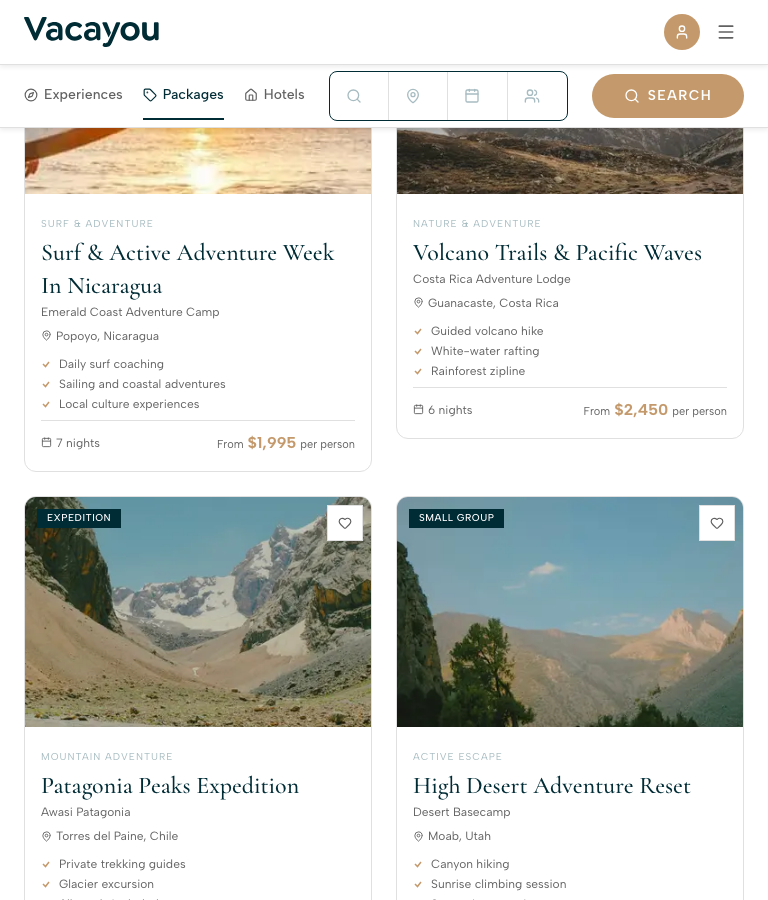 Vacayou
Experiences
Packages
Hotels
SEARCH
SURF & ADVENTURE
Surf & Active Adventure Week
In Nicaragua
Emerald Coast Adventure Camp
Popoyo, Nicaragua
Daily surf coaching
Sailing and coastal adventures
Local culture experiences
7 nights
From $1,995 per person
NATURE & ADVENTURE
Volcano Trails & Pacific Waves
Costa Rica Adventure Lodge
Guanacaste, Costa Rica
Guided volcano hike
White-water rafting
Rainforest zipline
6 nights
From $2,450 per person
EXPEDITION
MOUNTAIN ADVENTURE
Patagonia Peaks Expedition
Awasi Patagonia
Torres del Paine, Chile
Private trekking guides
Glacier excursion
SMALL GROUP
ACTIVE ESCAPE
High Desert Adventure Reset
Desert Basecamp
Moab, Utah
Canyon hiking
Sunrise climbing session